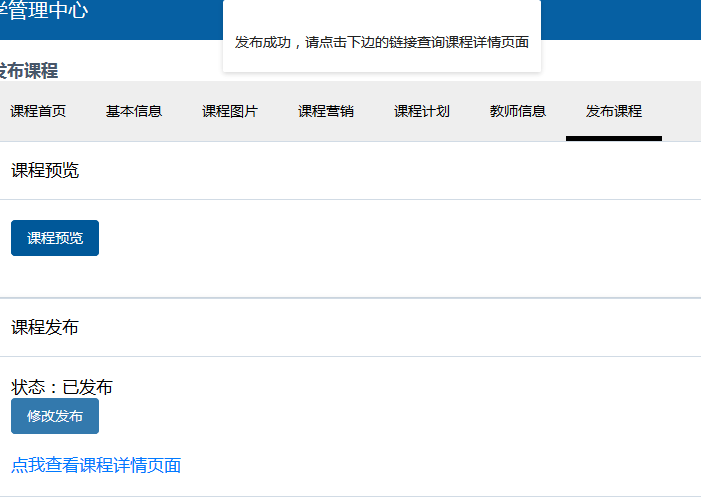 学管理中心
发布成功，请点击下边的链接查询课程详情页面
发布课程
课程首页 基本信息 课程图片 课程营销 课程计划 教师信息 发布课程
课程预览
课程预览
课程发布
状态：已发布
修改发布
点我查看课程详情页面